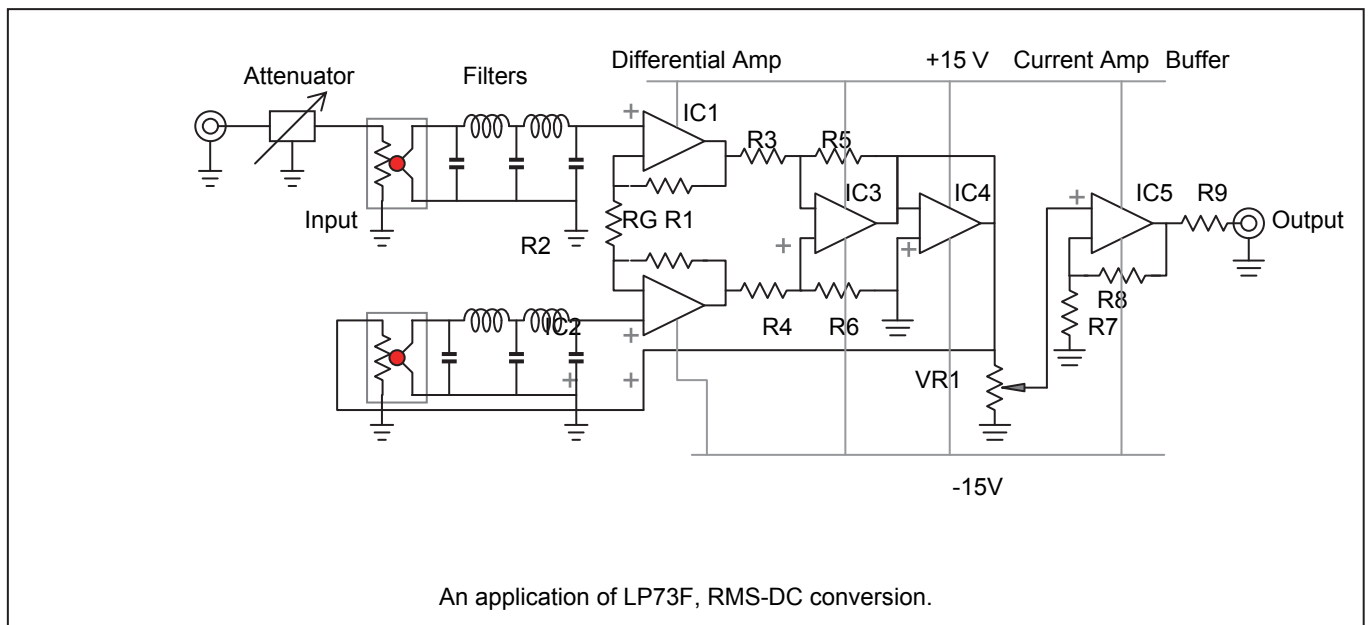 Differential Amp +15 V Current Amp Buffer
Attenuator Filters
+ IC1
R3 R5
+ IC3 IC4 + IC5 R9
Input RG R1 Output
R2 + +
R8
IC2 + R4 R6 R7
+ + VR1
-15V
An application of LP73F, RMS-DC conversion.